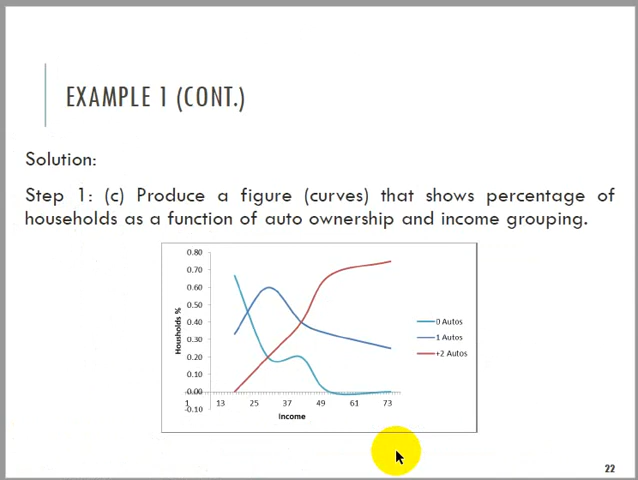 EXAMPLE 1 (CONT.)
Solution:
Step 1: (c) Produce a figure (curves) that shows percentage of
households as a function of auto ownership and income grouping.
0.80
0.70
0.60
0.50
0.40
0.30
0.20
0.10
0.00
-0.10
Housholds %
1 13 25 37 49 61 73
Income
0 Autos
1 Autos
+2 Autos
22